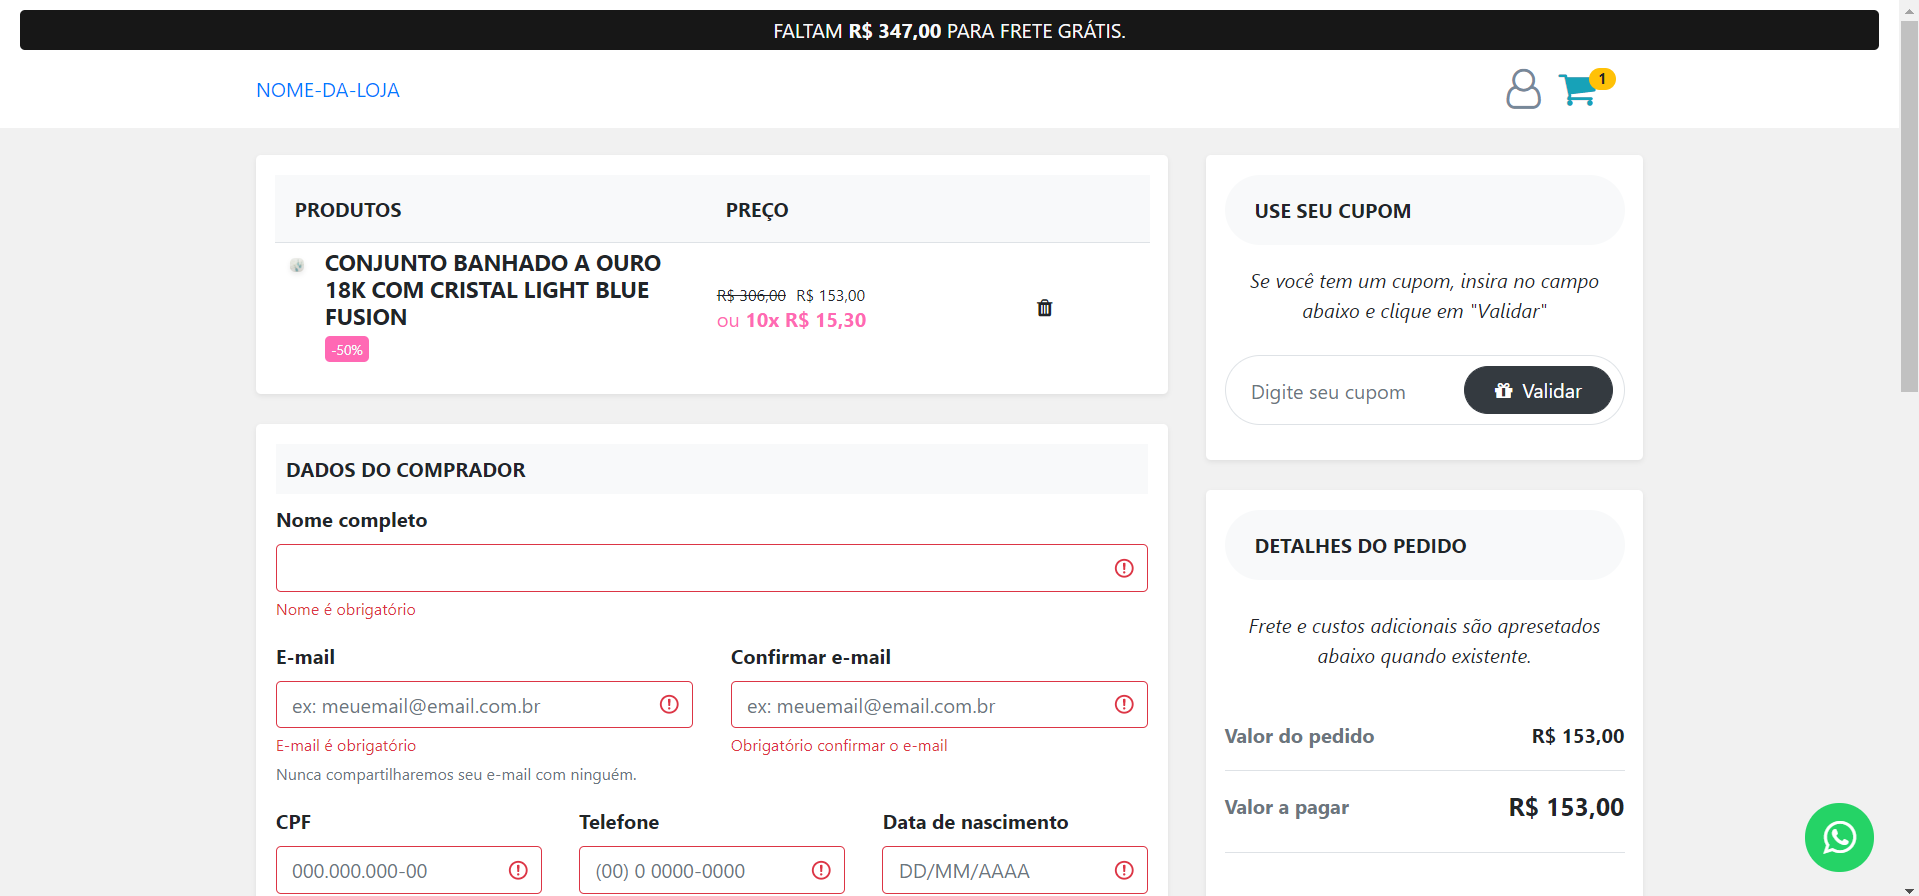 FALTAM R$ 347,00 PARA FRETE GRÁTIS.
NOME-DA-LOJA
1
PRODUTOS
PREÇO
CONJUNTO BANHADO A OURO
18K COM CRISTAL LIGHT BLUE
FUSION
-50%
R$ 306,00 R$ 153,00
ou 10x R$ 15,30
DADOS DO COMPRADOR
Nome completo
Nome é obrigatório
E-mail
ex: meuemail@email.com.br
E-mail é obrigatório
Nunca compartilharemos seu e-mail com ninguém.
Confirmar e-mail
ex: meuemail@email.com.br
Obrigatório confirmar o e-mail
CPF
000.000.000-00
Telefone
(00) 0 0000-0000
Data de nascimento
DD/MM/AAAA
USE SEU CUPOM
Se você tem um cupom, insira no campo
abaixo e clique em "Validar"
Digite seu cupom
Validar
DETALHES DO PEDIDO
Frete e custos adicionais são apresetados
abaixo quando existente.
Valor do pedido R$ 153,00
Valor a pagar R$ 153,00